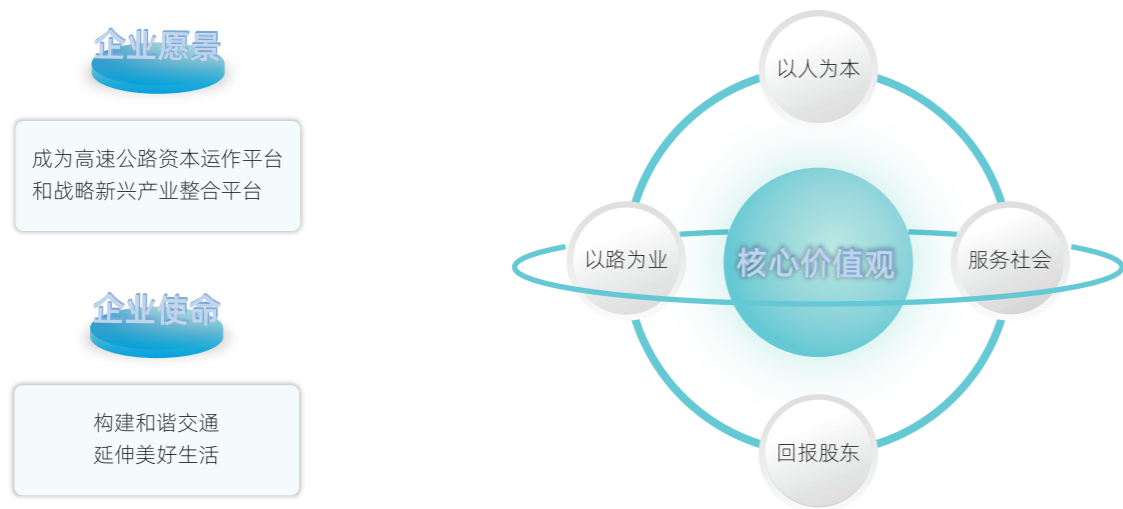 企业愿景
成为高速公路资本运作平台
和战略新兴产业整合平台
企业使命
构建和谐交通
延伸美好生活
以人为本
以路为业
核心价值观
服务社会
回报股东